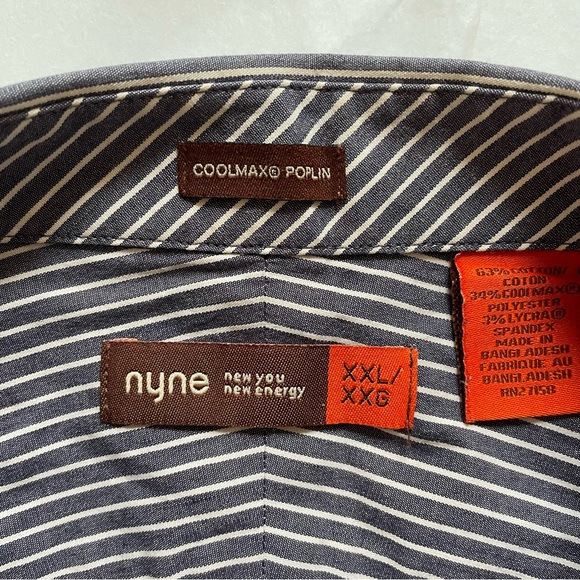 COOLMAX® POPLIN
63% COTTON/
COTON
34% COOLMAX®
POLYESTER
3% LYCRA®
SPANDEX
MADE IN
BANGLADESH
FABRIQUE AU
BANGLADESH
RN27158
nyne new you
new energy
XXL/
XXG